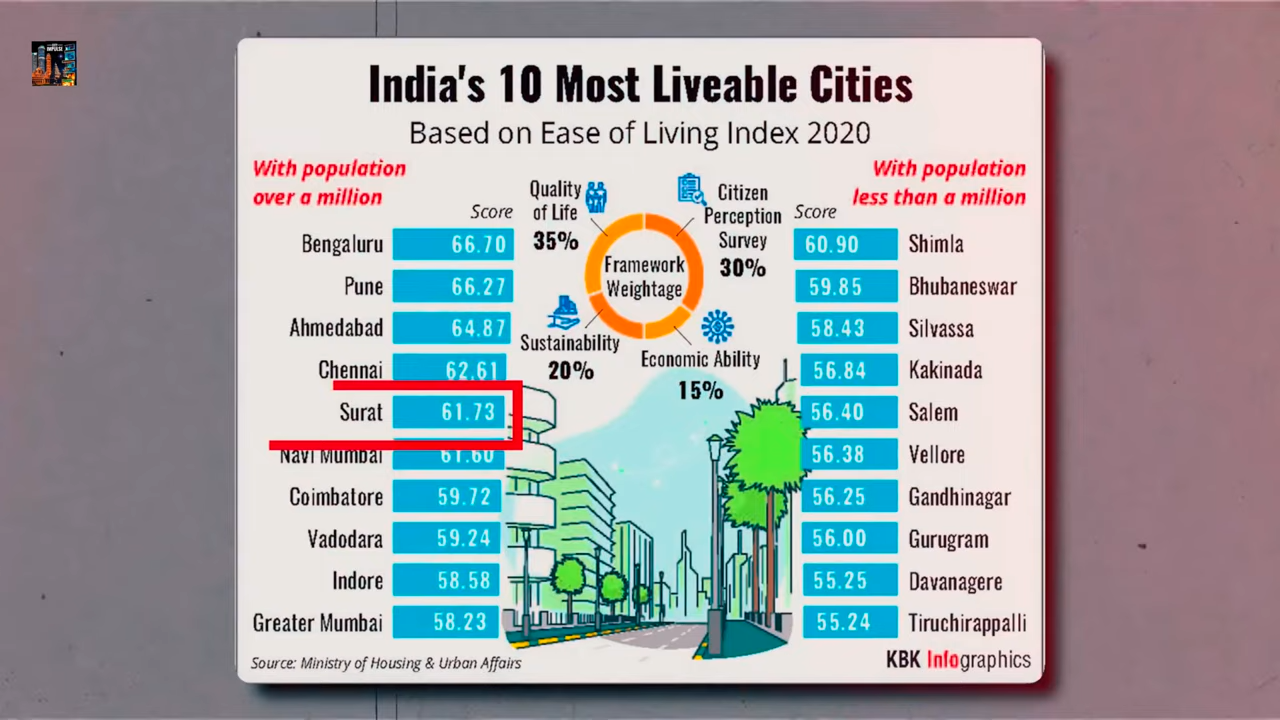 India's 10 Most Liveable Cities
Based on Ease of Living Index 2020
With population
over a million
Score
Bengaluru 66.70
Pune 66.27
Ahmedabad 64.87
Chennai 62.61
Surat 61.73
Navi Mumbai 61.60
Coimbatore 59.72
Vadodara 59.24
Indore 58.58
Greater Mumbai 58.23
Quality
of Life
35%
Citizen
Perception
Survey
30%
Framework
Weightage
Sustainability
20%
Economic Ability
15%
With population
less than a million
Score
60.90 Shimla
59.85 Bhubaneswar
58.43 Silvassa
56.84 Kakinada
56.40 Salem
56.38 Vellore
56.25 Gandhinagar
56.00 Gurugram
55.25 Davanagere
55.24 Tiruchirappalli
Source: Ministry of Housing & Urban Affairs
KBK Infographics